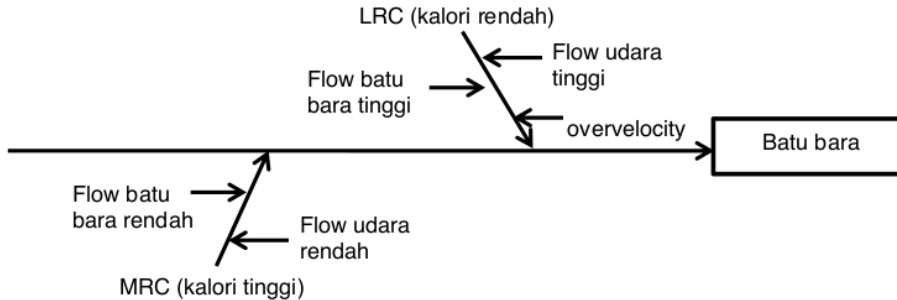 LRC (kalori rendah)
Flow udara
tinggi
Flow batu
bara tinggi
overvelocity
Batu bara
Flow batu
bara rendah
Flow udara
rendah
MRC (kalori tinggi)